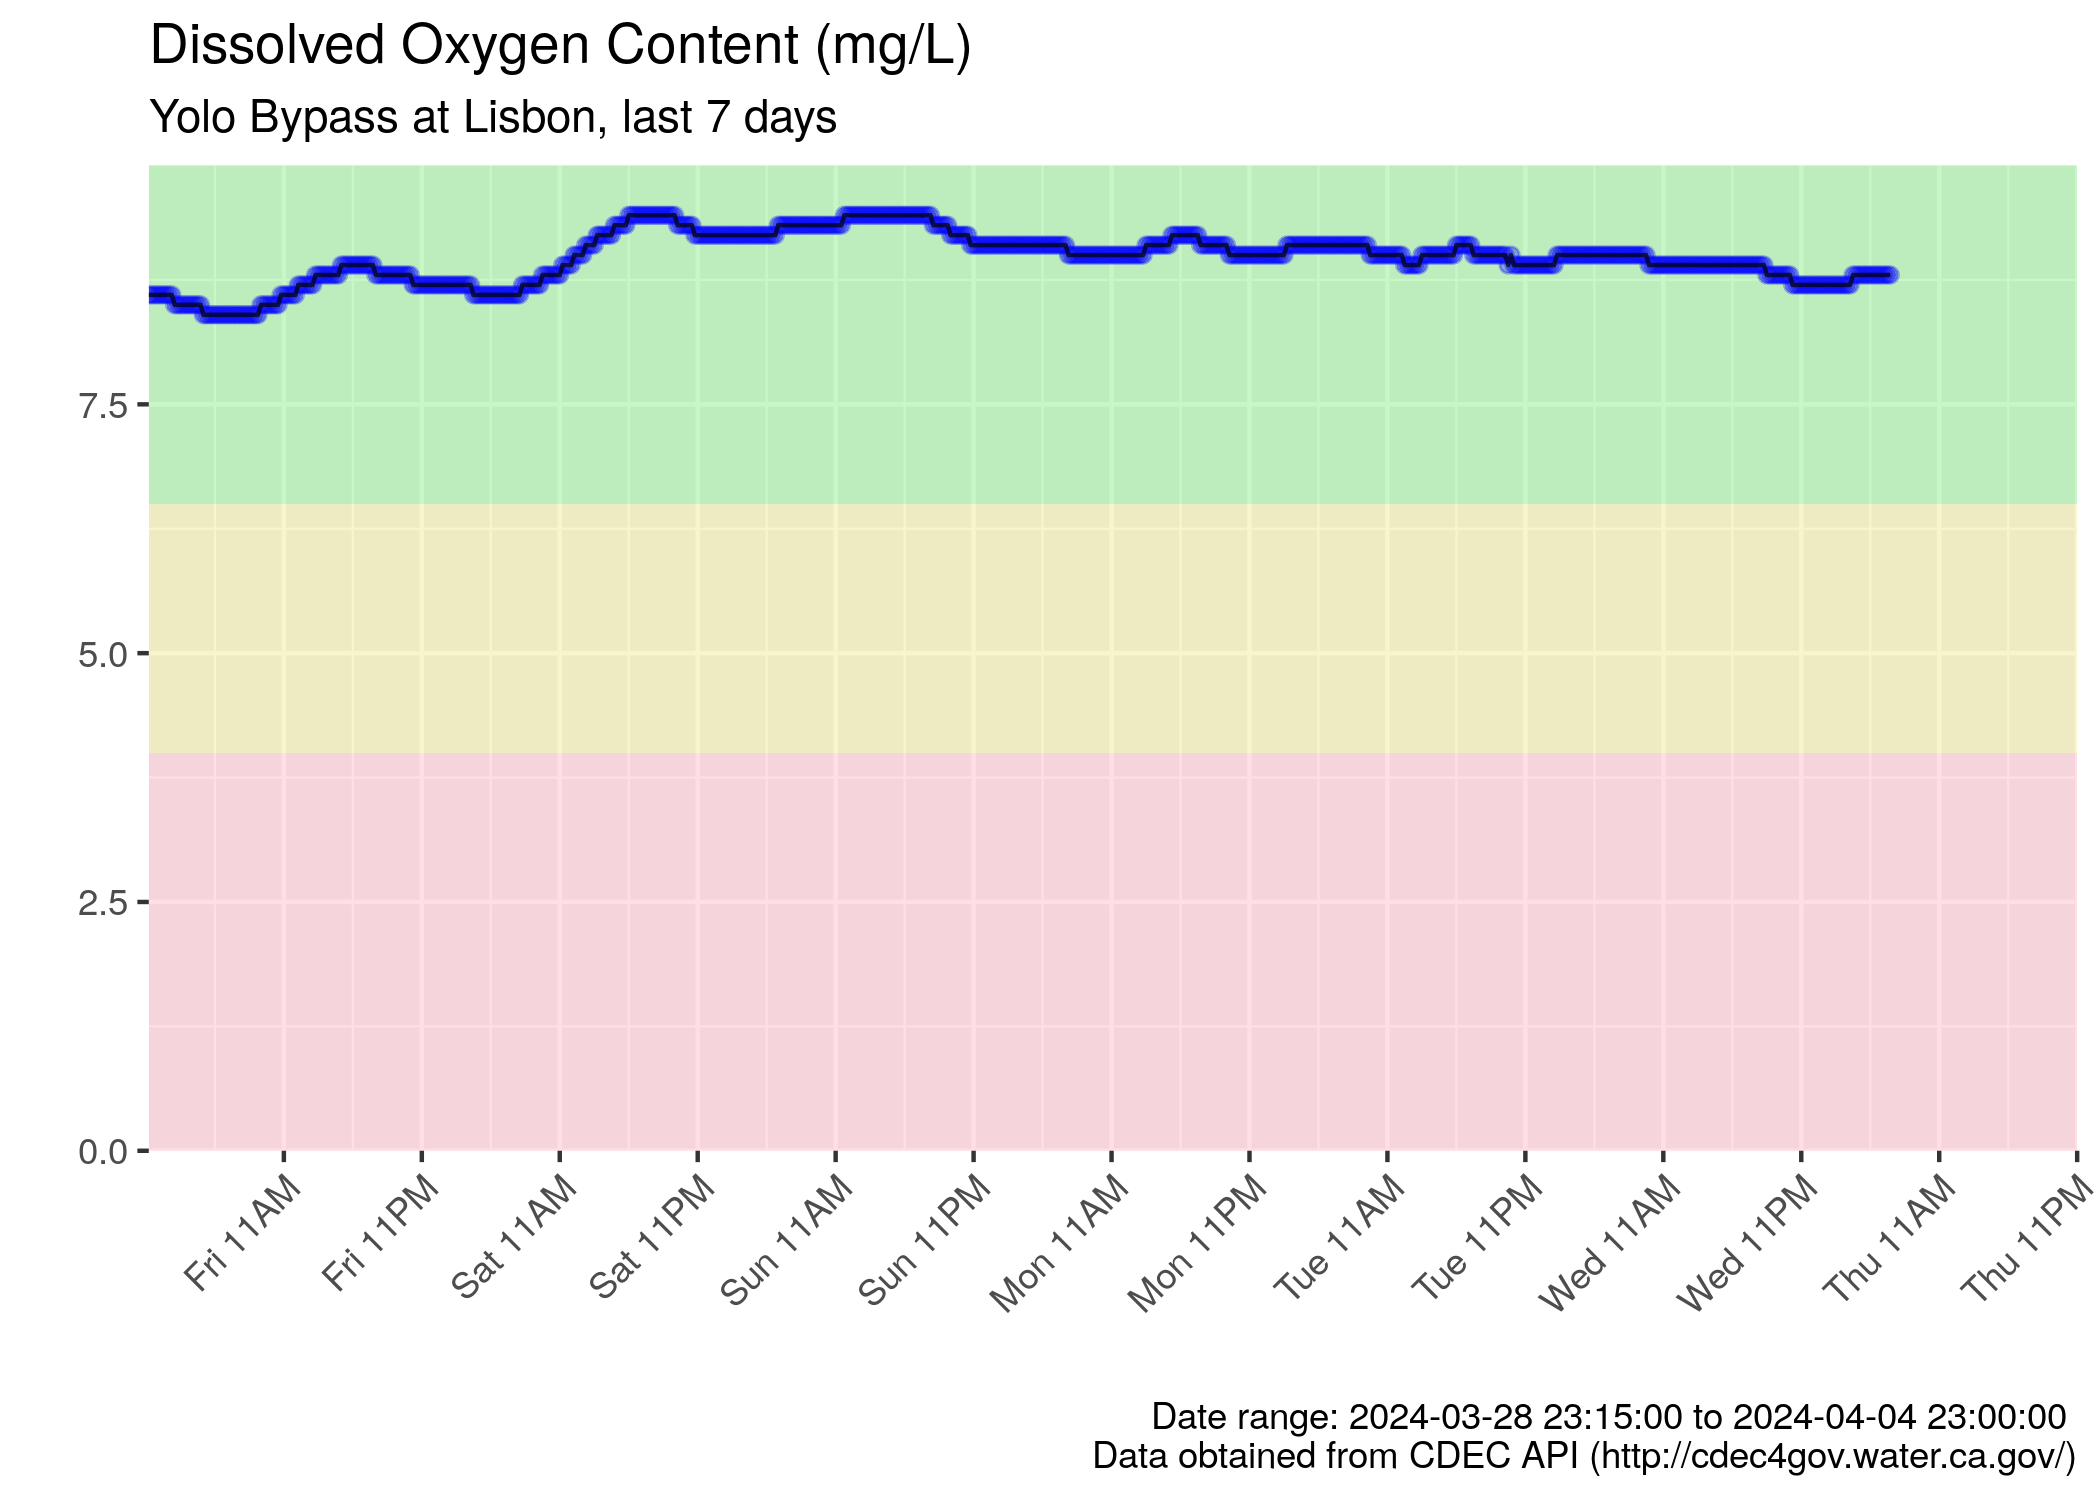 Dissolved Oxygen Content (mg/L)
Yolo Bypass at Lisbon, last 7 days
7.5
5.0
2.5
0.0
Fri 11AM
Fri 11PM
Sat 11AM
Sat 11PM
Sun 11AM
Sun 11PM
Mon 11AM
Mon 11PM
Tue 11AM
Tue 11PM
Wed 11AM
Wed 11PM
Thu 11AM
Thu 11PM
Date range: 2024-03-28 23:15:00 to 2024-04-04 23:00:00
Data obtained from CDEC API (http://cdec4gov.water.ca.gov/)